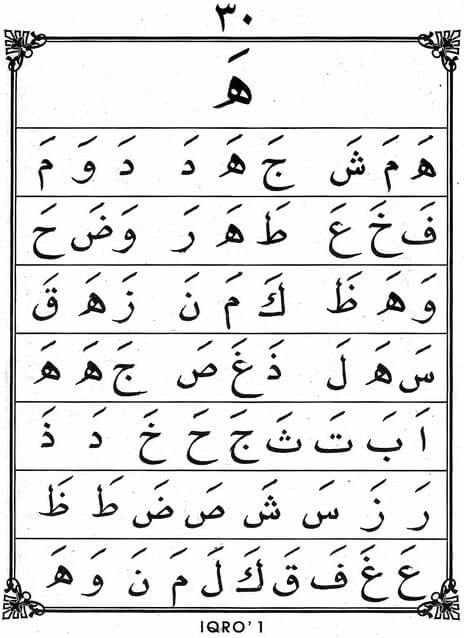 ٣٠
هَ
هَ مَ شَ جَ هَ دَ دَ وَ مَ
فَ خَ عَ طَ هَ رَ وَ ضَ حَ
وَ هَ ظَ كَ مَ نَ زَ هَ قَ
سَ هَ لَ ذَ غَ صَ جَ هَ هَ
اَ بَ تَ ثَ جَ حَ خَ دَ ذَ
رَ زَ سَ شَ صَ ضَ طَ ظَ
عَ غَ فَ قَ كَ لَ مَ نَ وَ هَ
IQRO' 1